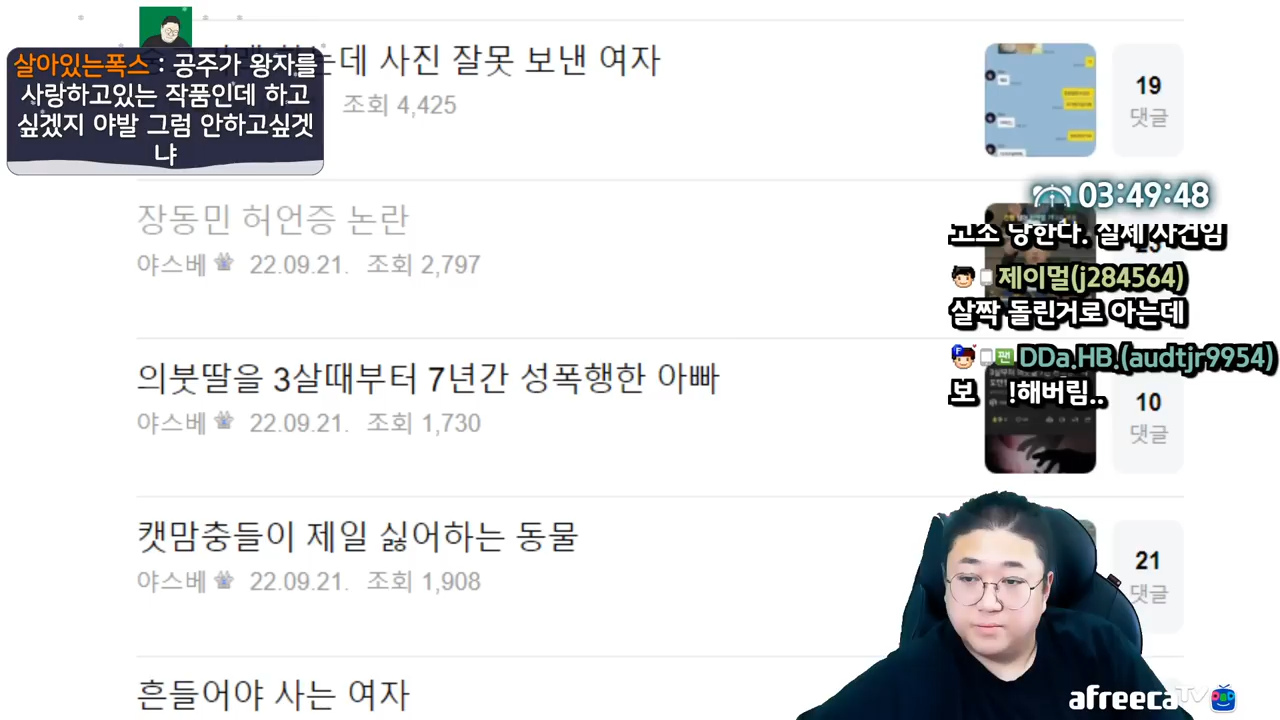 살아있는폭스 : 공주가 왕자를
사랑하고있는 작품인데 하고
싶겠지 야발 그럼 안하고싶겟
냐
데 사진 잘못 보낸 여자
조회 4,425
19
댓글
03:49:48
장동민 허언증 논란
야스베 22.09.21. 조회 2,797
고소 당한다. 실제 사건임
제이멀(j284564)
살짝 돌린거로 아는데
팬 DDa.HB.(audtjr9954)
보 !해버림..
의붓딸을 3살때부터 7년간 성폭행한 아빠
야스베 22.09.21. 조회 1,730
10
댓글
캣맘충들이 제일 싫어하는 동물
야스베 22.09.21. 조회 1,908
21
댓글
흔들어야 사는 여자
afreecaTV